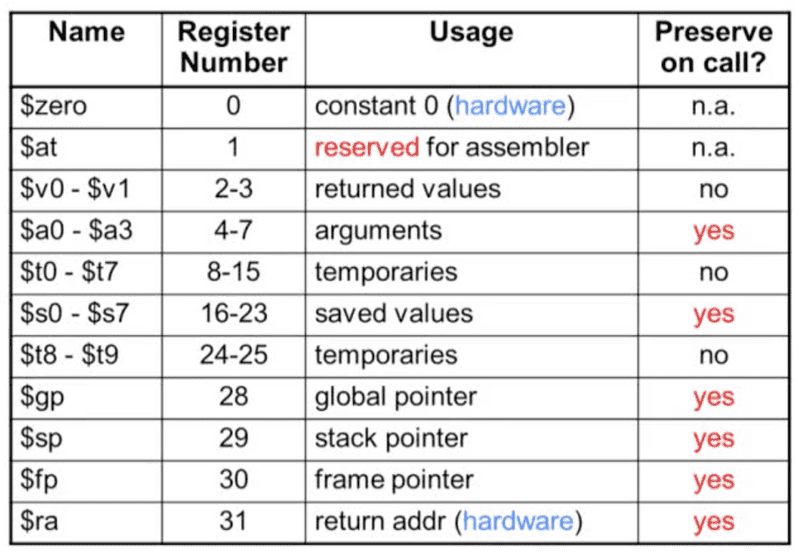 Name Register Number Usage Preserve on call?
$zero 0 constant 0 (hardware) n.a.
$at 1 reserved for assembler n.a.
$v0 - $v1 2-3 returned values no
$a0 - $a3 4-7 arguments yes
$t0 - $t7 8-15 temporaries no
$s0 - $s7 16-23 saved values yes
$t8 - $t9 24-25 temporaries no
$gp 28 global pointer yes
$sp 29 stack pointer yes
$fp 30 frame pointer yes
$ra 31 return addr (hardware) yes